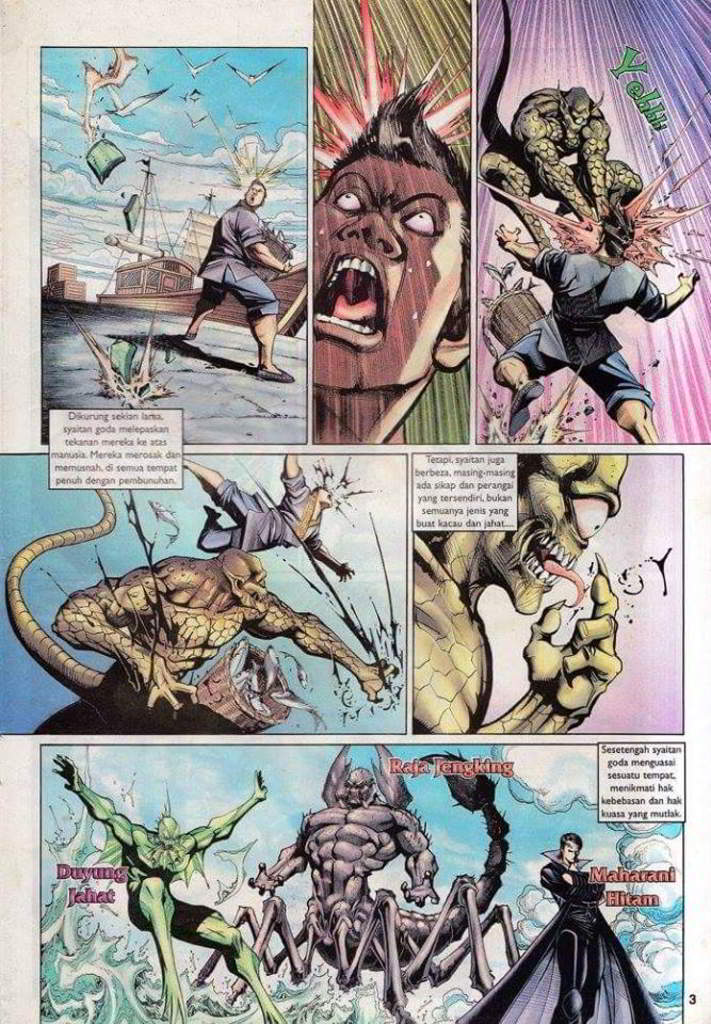 Yehhh
Dikurung sekian lama,
syaitan goda melepaskan
tekanan mereka ke atas
manusia. Mereka merosak dan
memusnah, di semua tempat
penuh dengan pembunuhan.
Tetapi, syaitan juga
berbeza, masing-masing
ada sikap dan perangai
yang tersendiri, bukan
semuanya jenis yang
buat kacau dan jahat....
Raja Jengking
Sesetengah syaitan
goda menguasai
sesuatu tempat,
menikmati hak
kebebasan dan hak
kuasa yang mutlak.
Duyung
Jahat
Maharani
Hitam
3